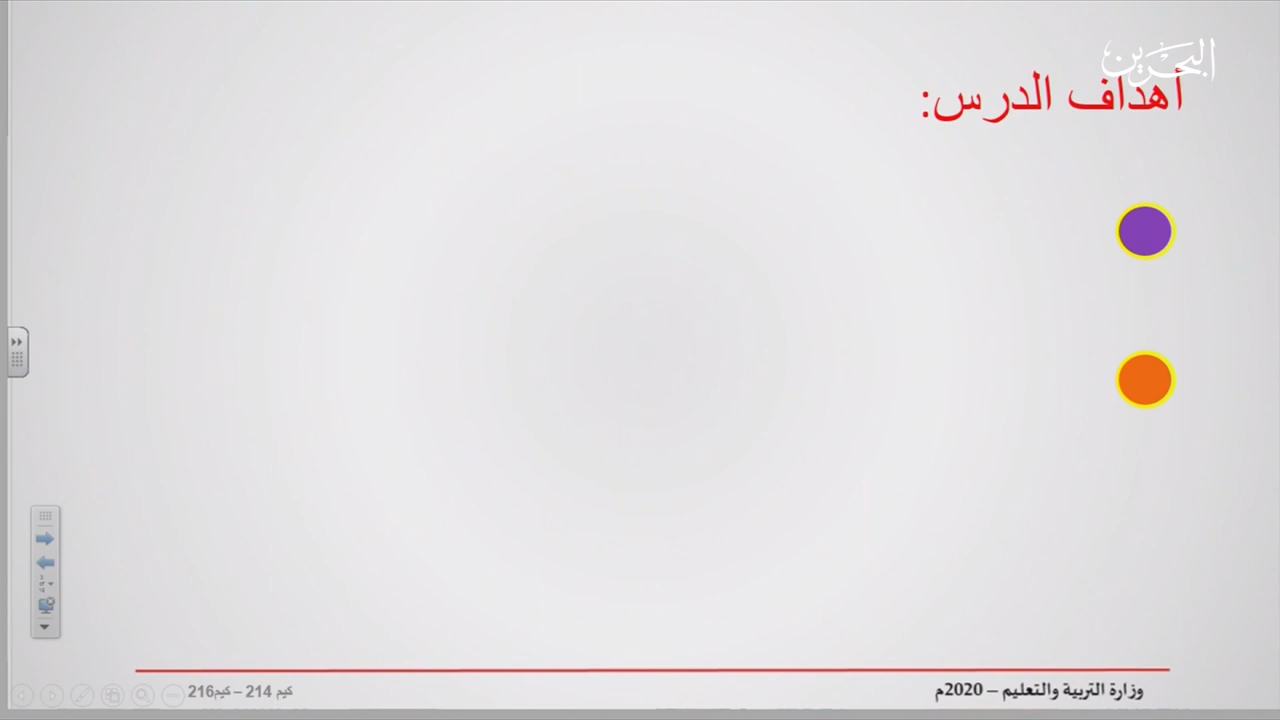 البحرين
أهداف الدرس:
وزارة التربية والتعليم – 2020م
كيم 214 – كيم216